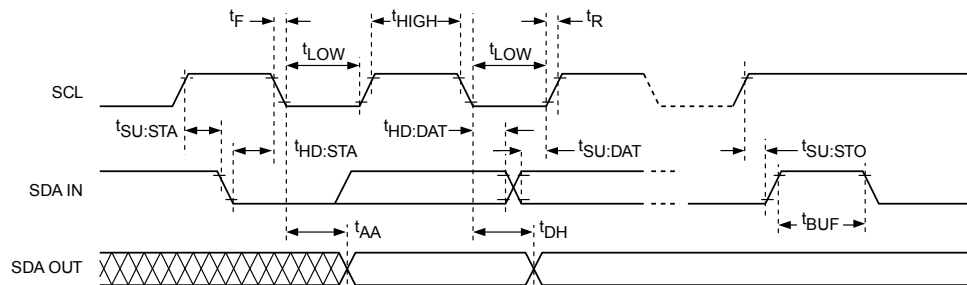 tF
tHIGH
tR
tLOW
tLOW
SCL
tSU:STA
tHD:STA
tHD:DAT
tSU:DAT
tSU:STO
SDA IN
tAA
tDH
tBUF
SDA OUT